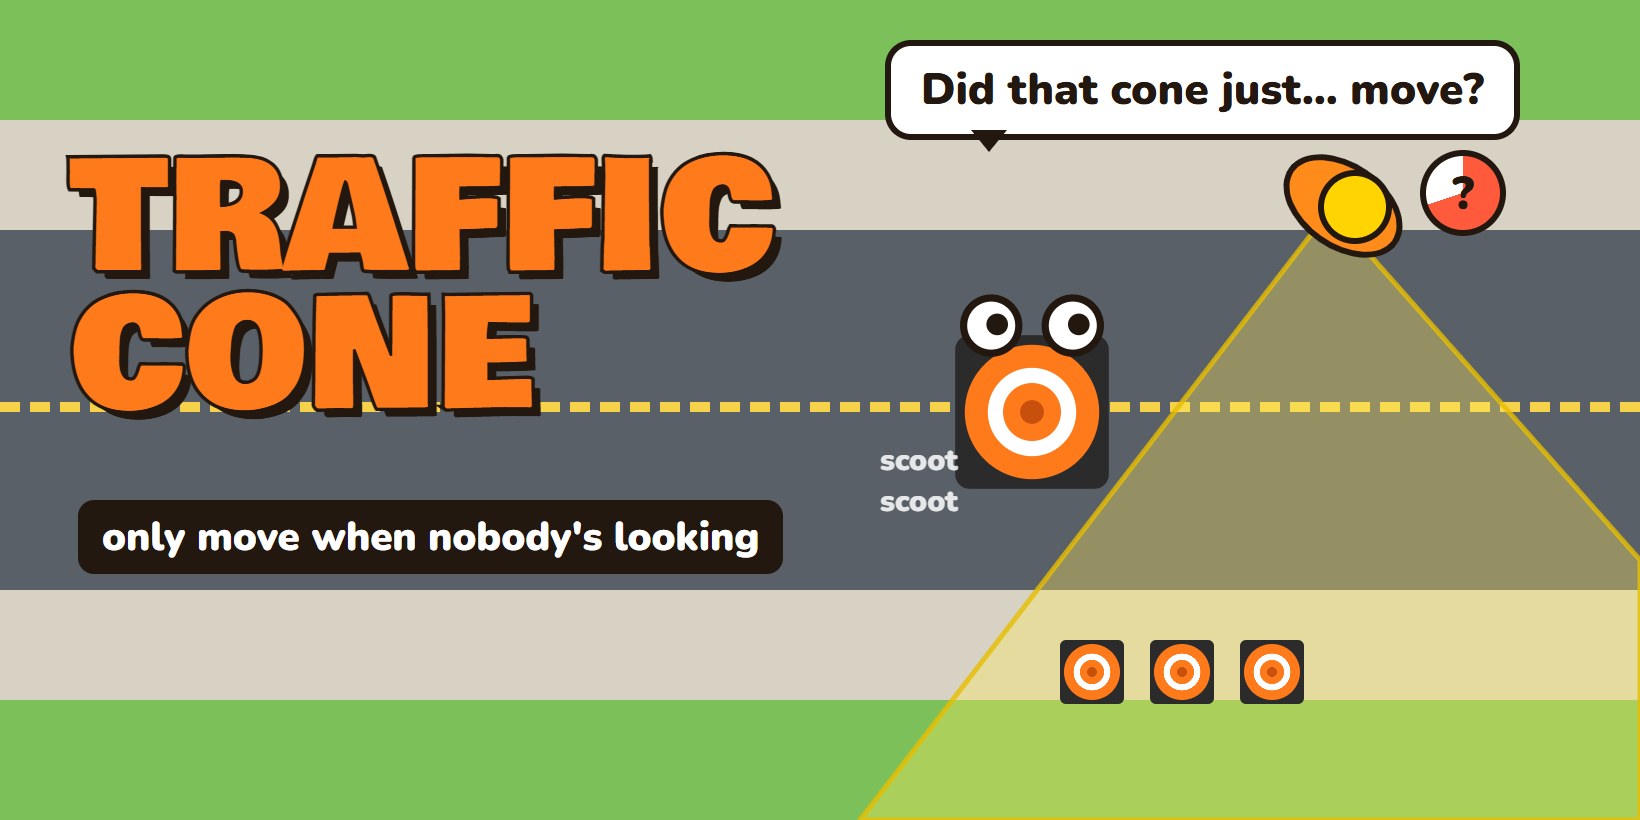 Did that cone just... move?
TRAFFIC
CONE
?
scoot
scoot
only move when nobody's looking